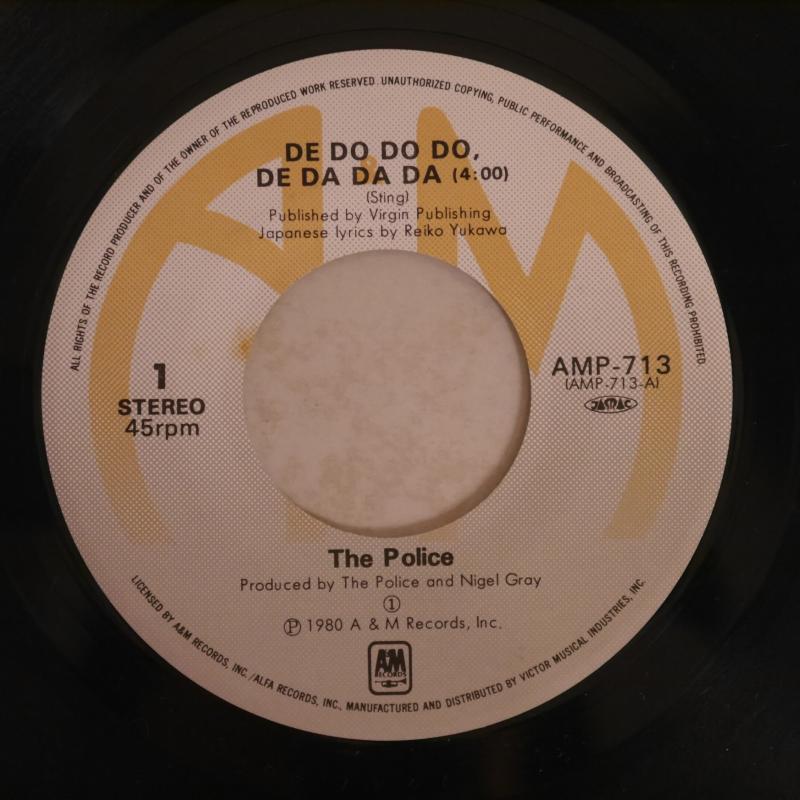 ALL RIGHTS OF THE RECORD PRODUCER AND OF THE OWNER OF THE REPRODUCED WORK RESERVED. UNAUTHORIZED COPYING, PUBLIC PERFORMANCE AND BROADCASTING OF THIS RECORDING PROHIBITED
DE DO DO DO,
DE DA DA DA (4:00)
(Sting)
Published by Virgin Publishing
Japanese lyrics by Reiko Yukawa
1
STEREO
45rpm
AMP-713
(AMP-713-A)
JASRAC
The Police
Produced by The Police and Nigel Gray
①
Ⓟ 1980 A & M Records, Inc.
A&M
RECORDS
LICENSED BY A&M RECORDS, INC./ALFA RECORDS, INC., MANUFACTURED AND DISTRIBUTED BY VICTOR MUSICAL INDUSTRIES, INC.